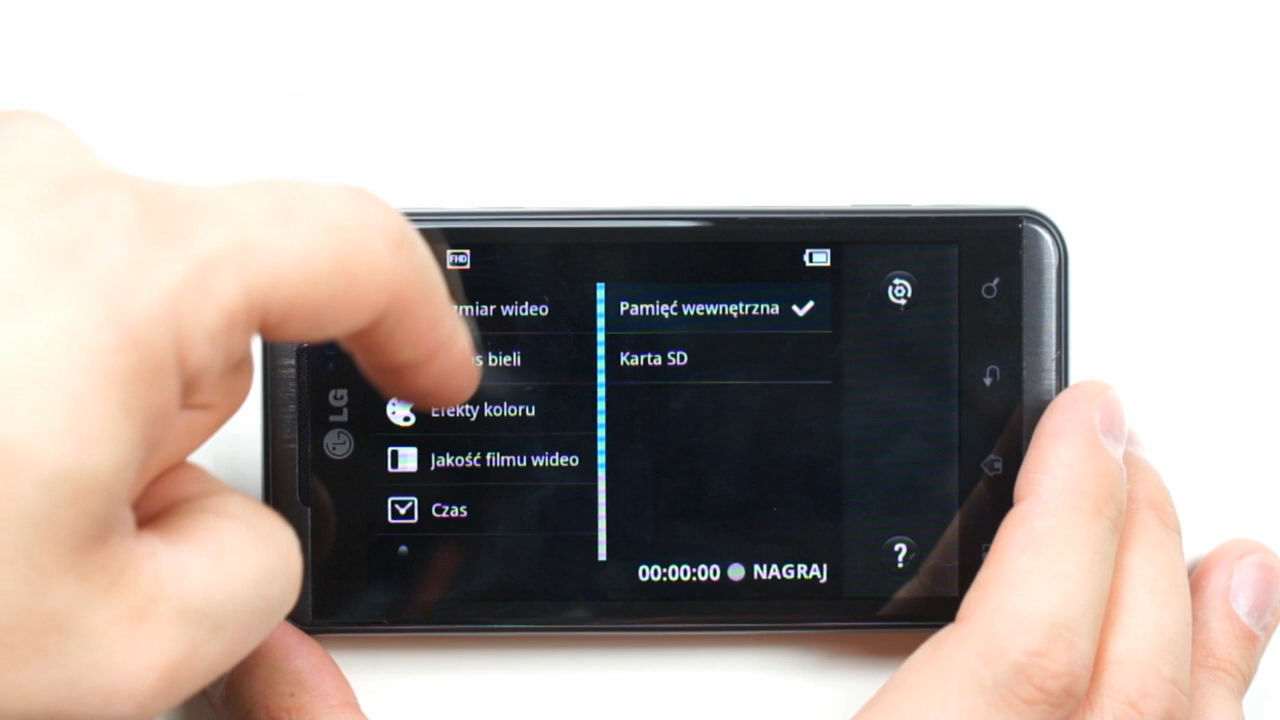 FHD
zmiar wideo
Pamięć wewnętrzna
s bieli
Karta SD
Efekty koloru
LG
Jakość filmu wideo
Czas
00:00:00 NAGRAJ
?